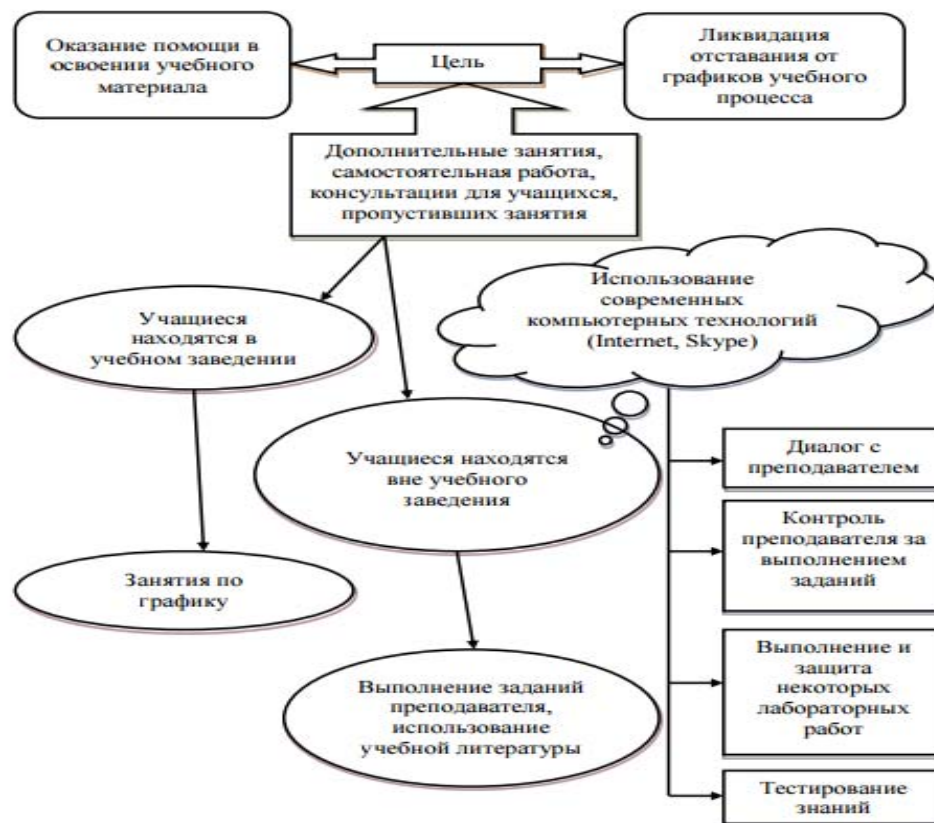 Оказание помощи в
освоении учебного
материала
Цель
Ликвидация
отставания от
графиков учебного
процесса
Дополнительные занятия,
самостоятельная работа,
консультации для учащихся,
пропустивших занятия
Использование
современных
компьютерных технологий
(Internet, Skype)
Учащиеся
находятся в
учебном заведении
Учащиеся находятся
вне учебного
заведения
Диалог с
преподавателем
Контроль
преподавателя за
выполнением
заданий
Занятия по
графику
Выполнение заданий
преподавателя,
использование
учебной литературы
Выполнение и
защита
некоторых
лабораторных
работ
Тестирование
знаний